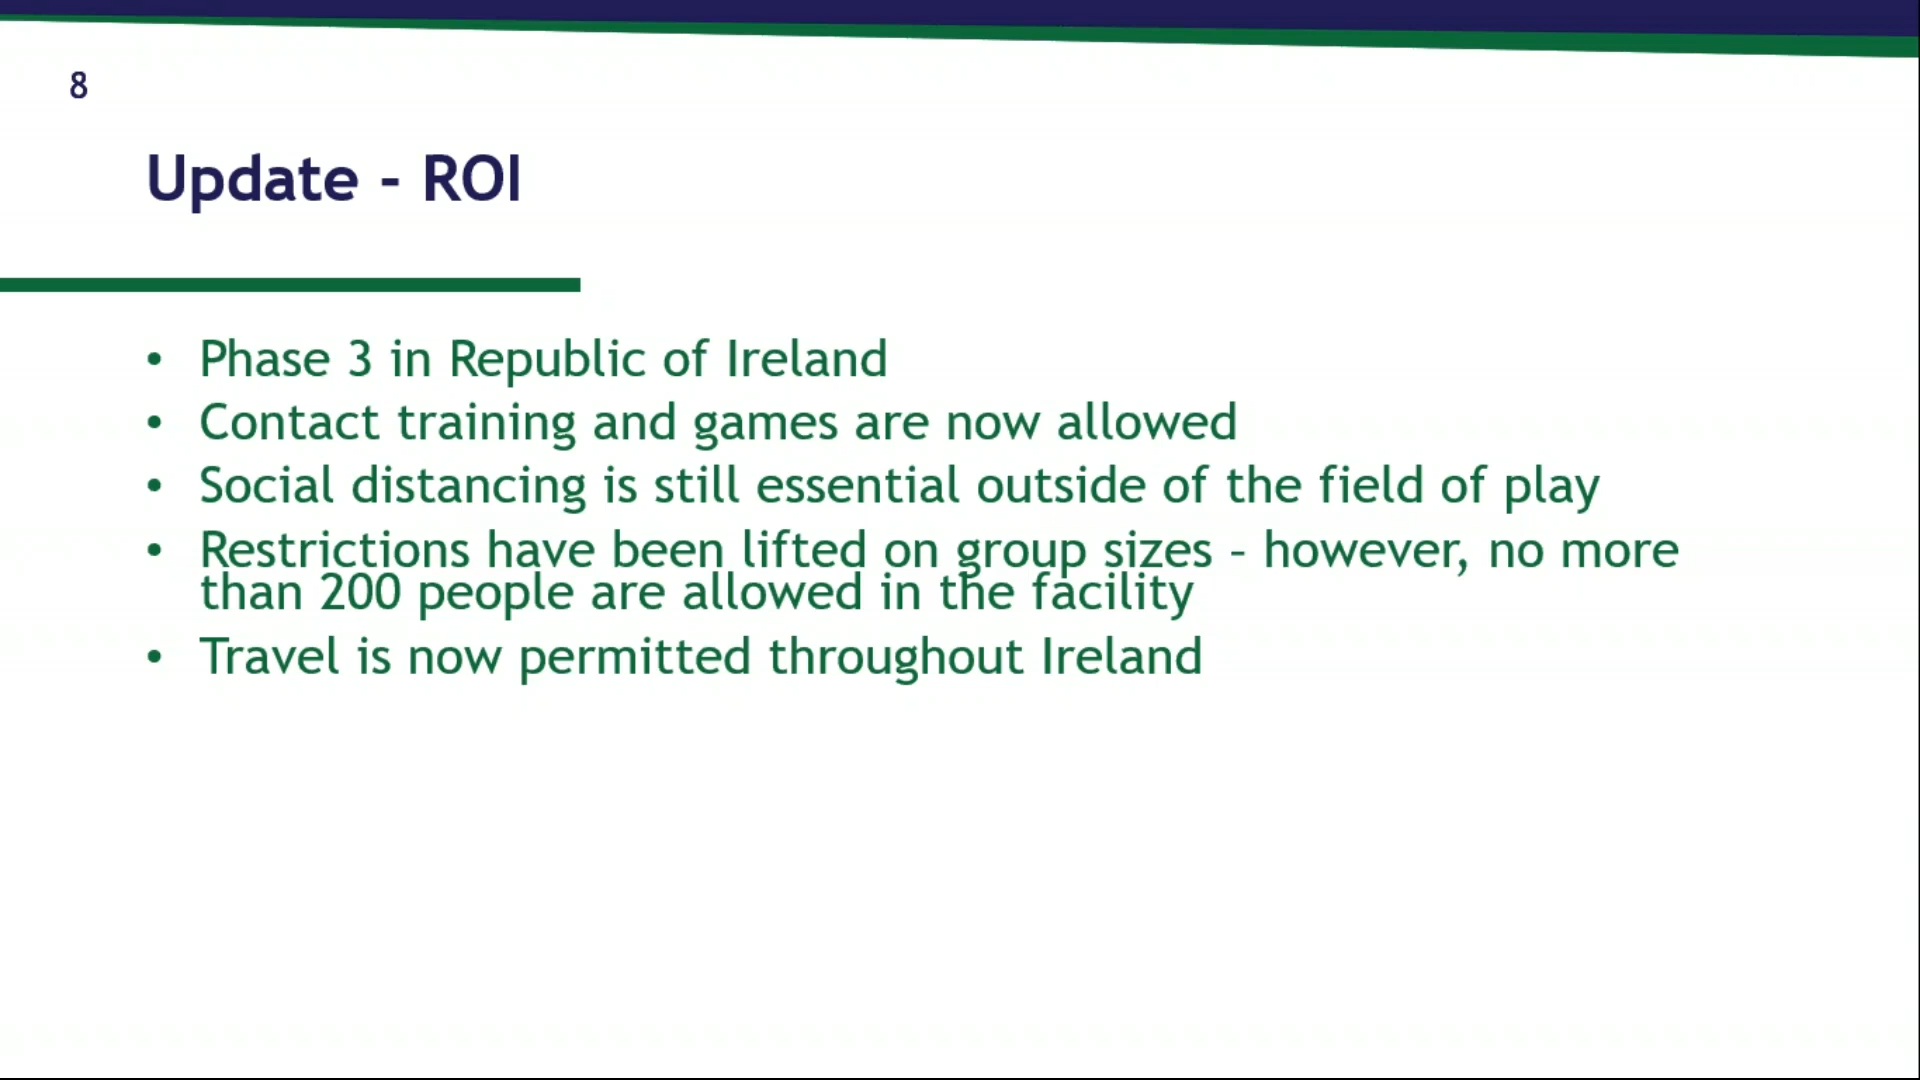 8
Update - ROI
• Phase 3 in Republic of Ireland
• Contact training and games are now allowed
• Social distancing is still essential outside of the field of play
• Restrictions have been lifted on group sizes – however, no more
than 200 people are allowed in the facility
• Travel is now permitted throughout Ireland